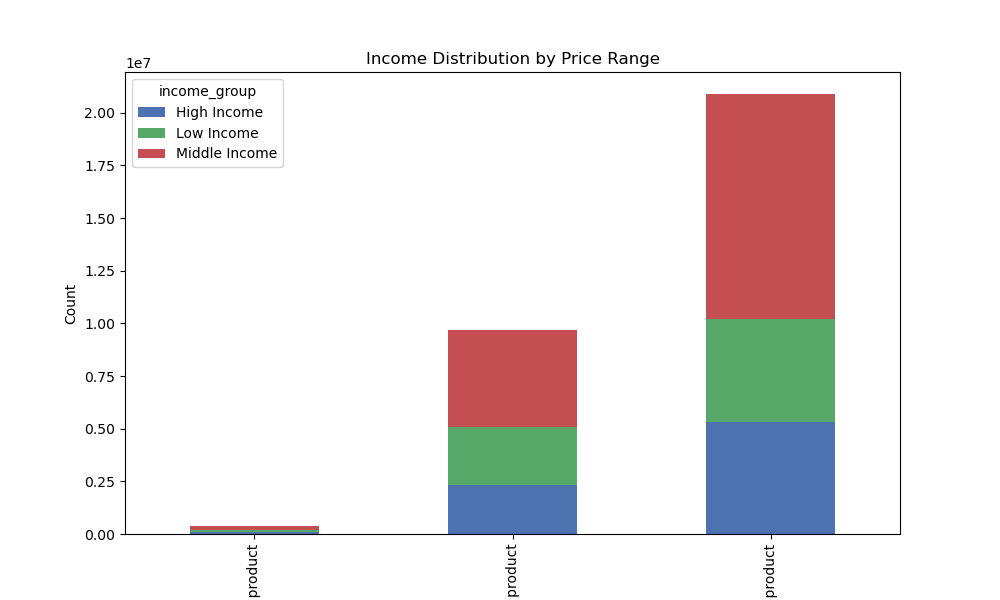 Income Distribution by Price Range
1e7
income_group
High Income
Low Income
Middle Income
2.00
1.75
1.50
1.25
1.00
0.75
0.50
0.25
0.00
Count
product
product
product